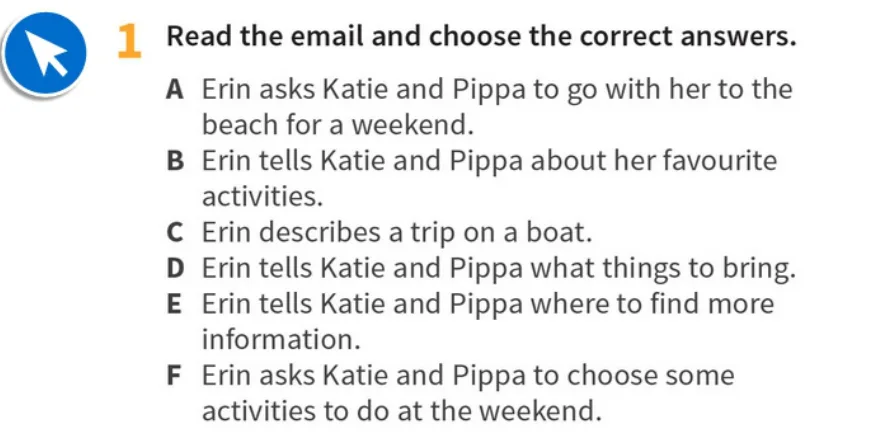 1 Read the email and choose the correct answers.
A Erin asks Katie and Pippa to go with her to the
beach for a weekend.
B Erin tells Katie and Pippa about her favourite
activities.
C Erin describes a trip on a boat.
D Erin tells Katie and Pippa what things to bring.
E Erin tells Katie and Pippa where to find more
information.
F Erin asks Katie and Pippa to choose some
activities to do at the weekend.